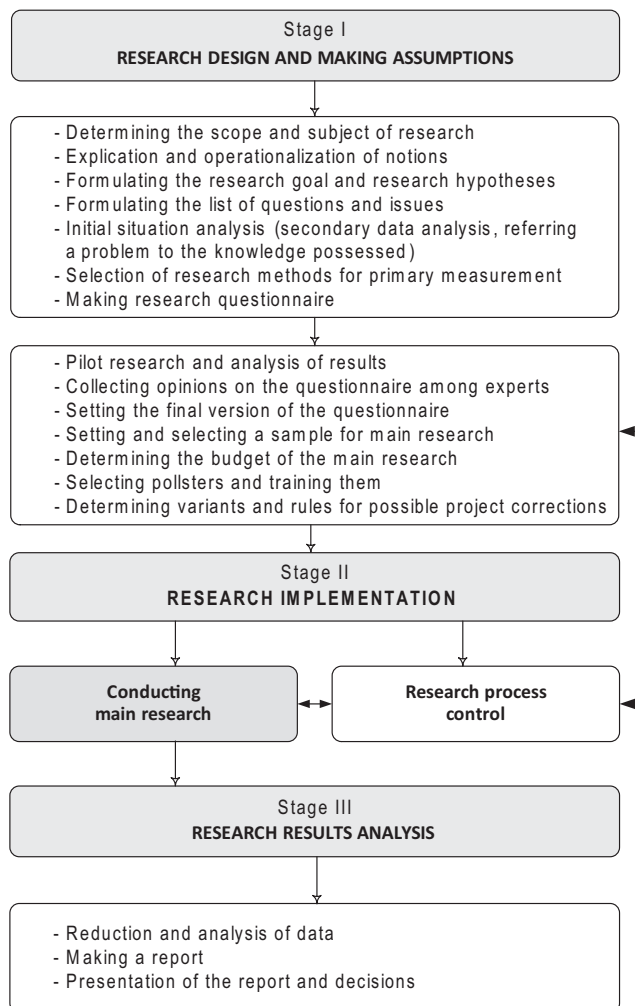 Stage I
RESEARCH DESIGN AND MAKING ASSUMPTIONS
- Determining the scope and subject of research
- Explication and operationalization of notions
- Formulating the research goal and research hypotheses
- Formulating the list of questions and issues
- Initial situation analysis (secondary data analysis, referring
a problem to the knowledge possessed)
- Selection of research methods for primary measurement
- Making research questionnaire
- Pilot research and analysis of results
- Collecting opinions on the questionnaire among experts
- Setting the final version of the questionnaire
- Setting and selecting a sample for main research
- Determining the budget of the main research
- Selecting pollsters and training them
- Determining variants and rules for possible project corrections
Stage II
RESEARCH IMPLEMENTATION
Conducting
main research
Research process
control
Stage III
RESEARCH RESULTS ANALYSIS
- Reduction and analysis of data
- Making a report
- Presentation of the report and decisions